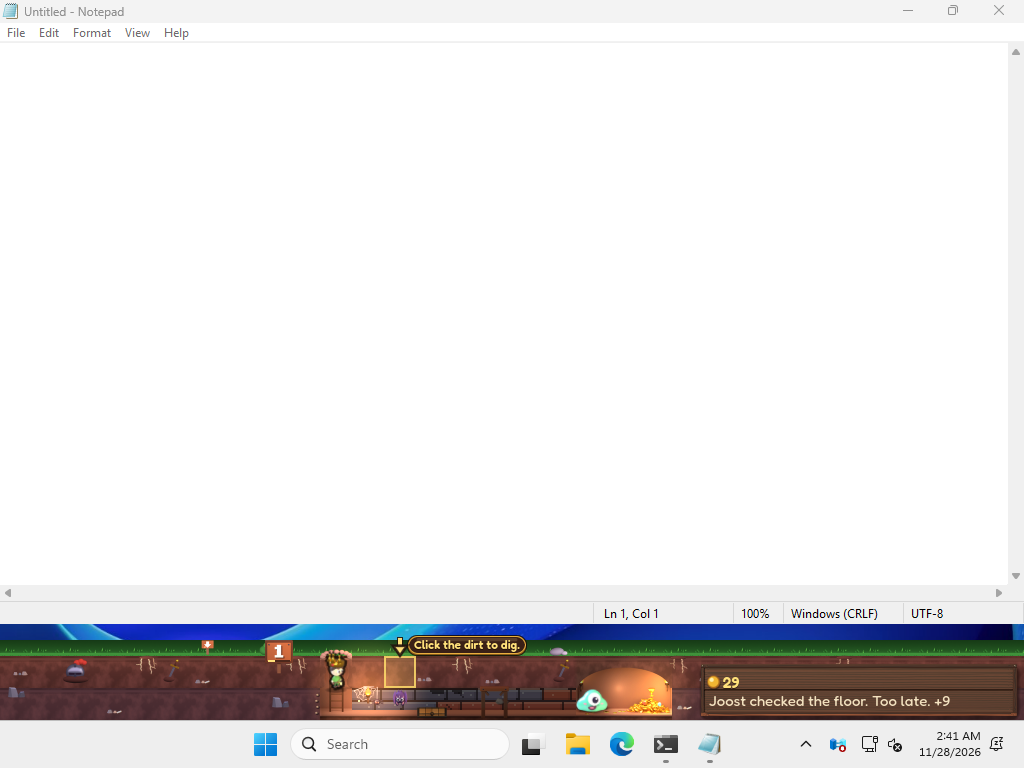 Untitled - Notepad
File Edit Format View Help
Ln 1, Col 1 100% Windows (CRLF) UTF-8
1
Click the dirt to dig.
29
Joost checked the floor. Too late. +9
Search
2:41 AM
11/28/2026